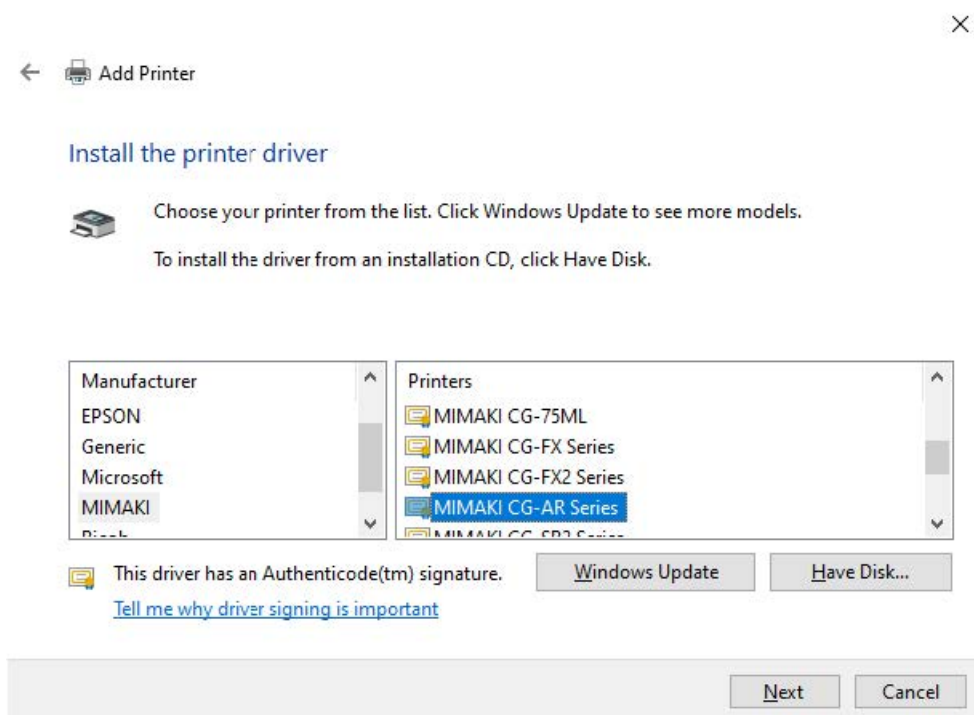 Add Printer
Install the printer driver
Choose your printer from the list. Click Windows Update to see more models.
To install the driver from an installation CD, click Have Disk.
Manufacturer
EPSON
Generic
Microsoft
MIMAKI
Printers
MIMAKI CG-75ML
MIMAKI CG-FX Series
MIMAKI CG-FX2 Series
MIMAKI CG-AR Series
This driver has an Authenticode(tm) signature.
Tell me why driver signing is important
Windows Update
Have Disk...
Next
Cancel